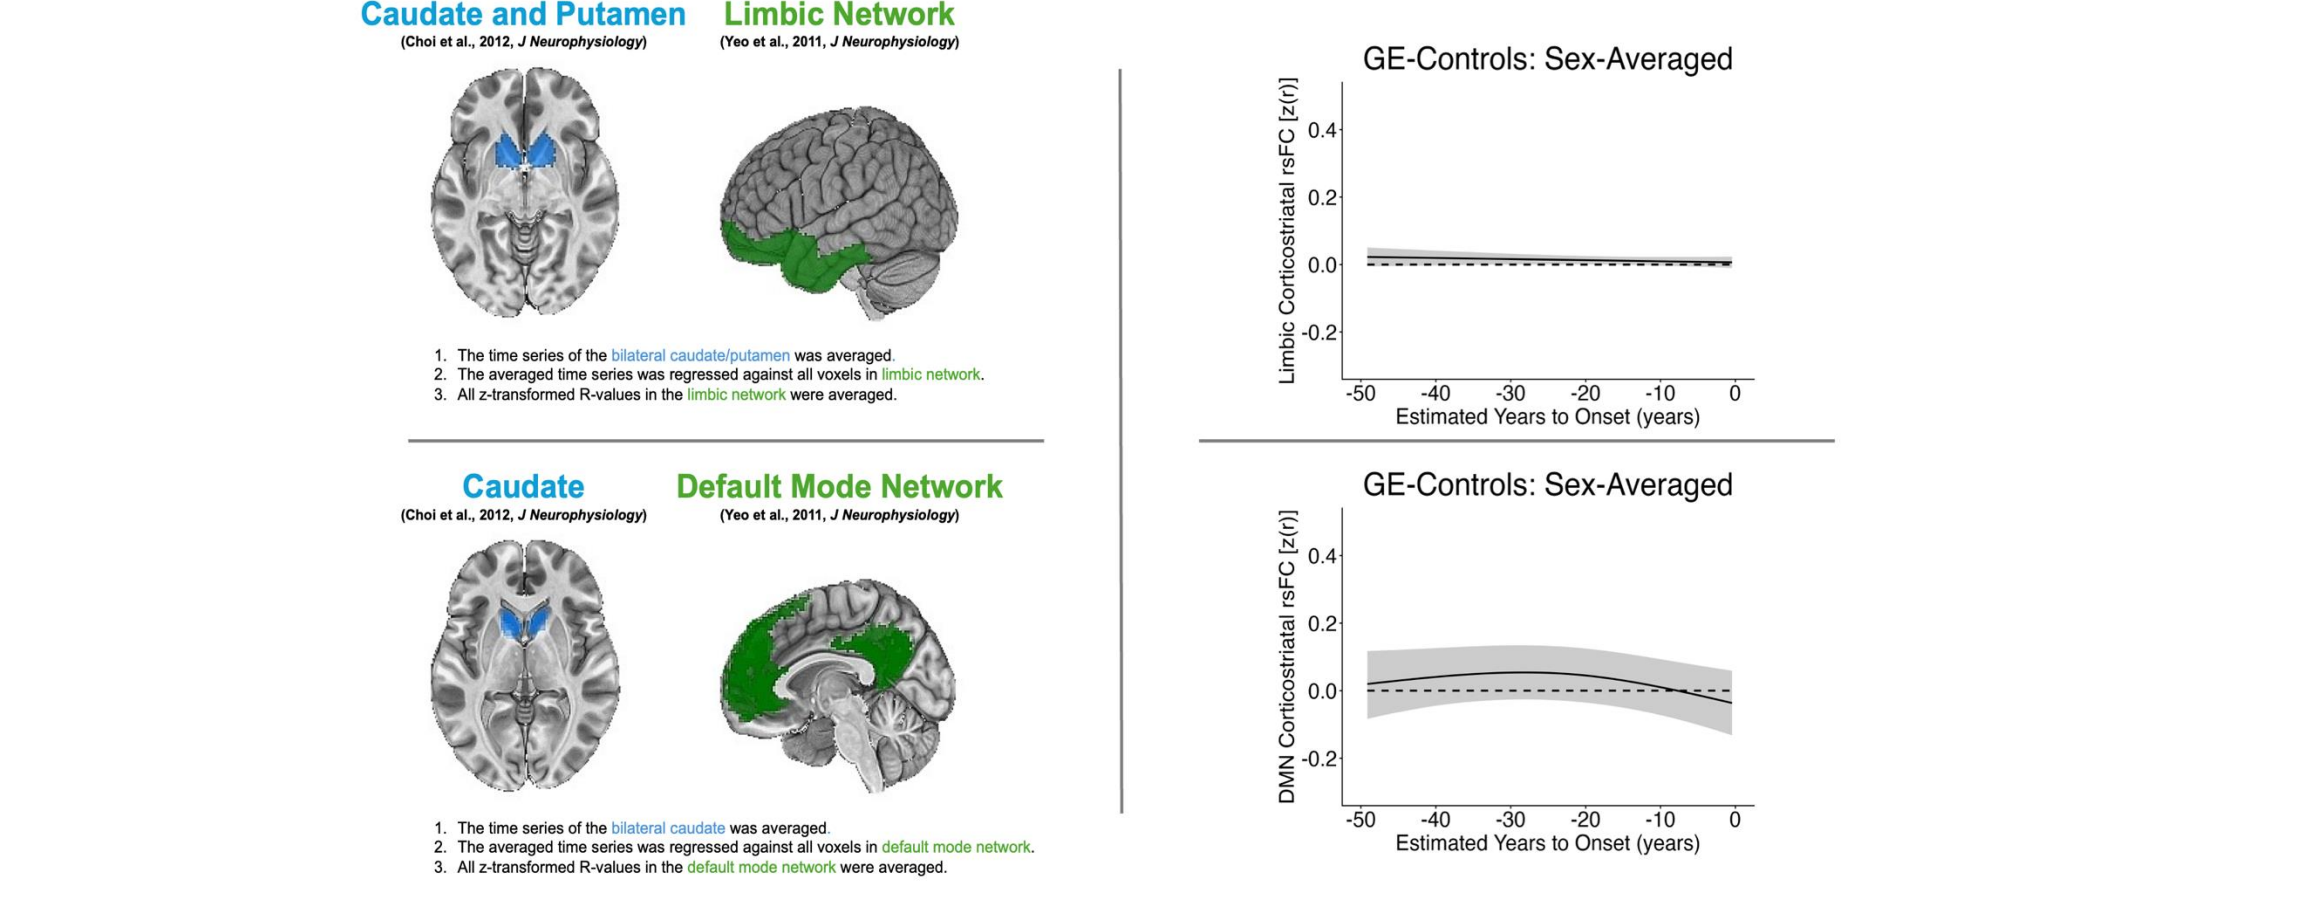 Caudate and Putamen
(Choi et al., 2012, J Neurophysiology)
Limbic Network
(Yeo et al., 2011, J Neurophysiology)
1. The time series of the bilateral caudate/putamen was averaged.
2. The averaged time series was regressed against all voxels in limbic network.
3. All z-transformed R-values in the limbic network were averaged.
GE-Controls: Sex-Averaged
Limbic Corticostriatal rsFC [z(r)]
0.4
0.2
0.0
-0.2
-50 -40 -30 -20 -10 0
Estimated Years to Onset (years)
Caudate
(Choi et al., 2012, J Neurophysiology)
Default Mode Network
(Yeo et al., 2011, J Neurophysiology)
1. The time series of the bilateral caudate was averaged.
2. The averaged time series was regressed against all voxels in default mode network.
3. All z-transformed R-values in the default mode network were averaged.
GE-Controls: Sex-Averaged
DMN Corticostriatal rsFC [z(r)]
0.4
0.2
0.0
-0.2
-50 -40 -30 -20 -10 0
Estimated Years to Onset (years)